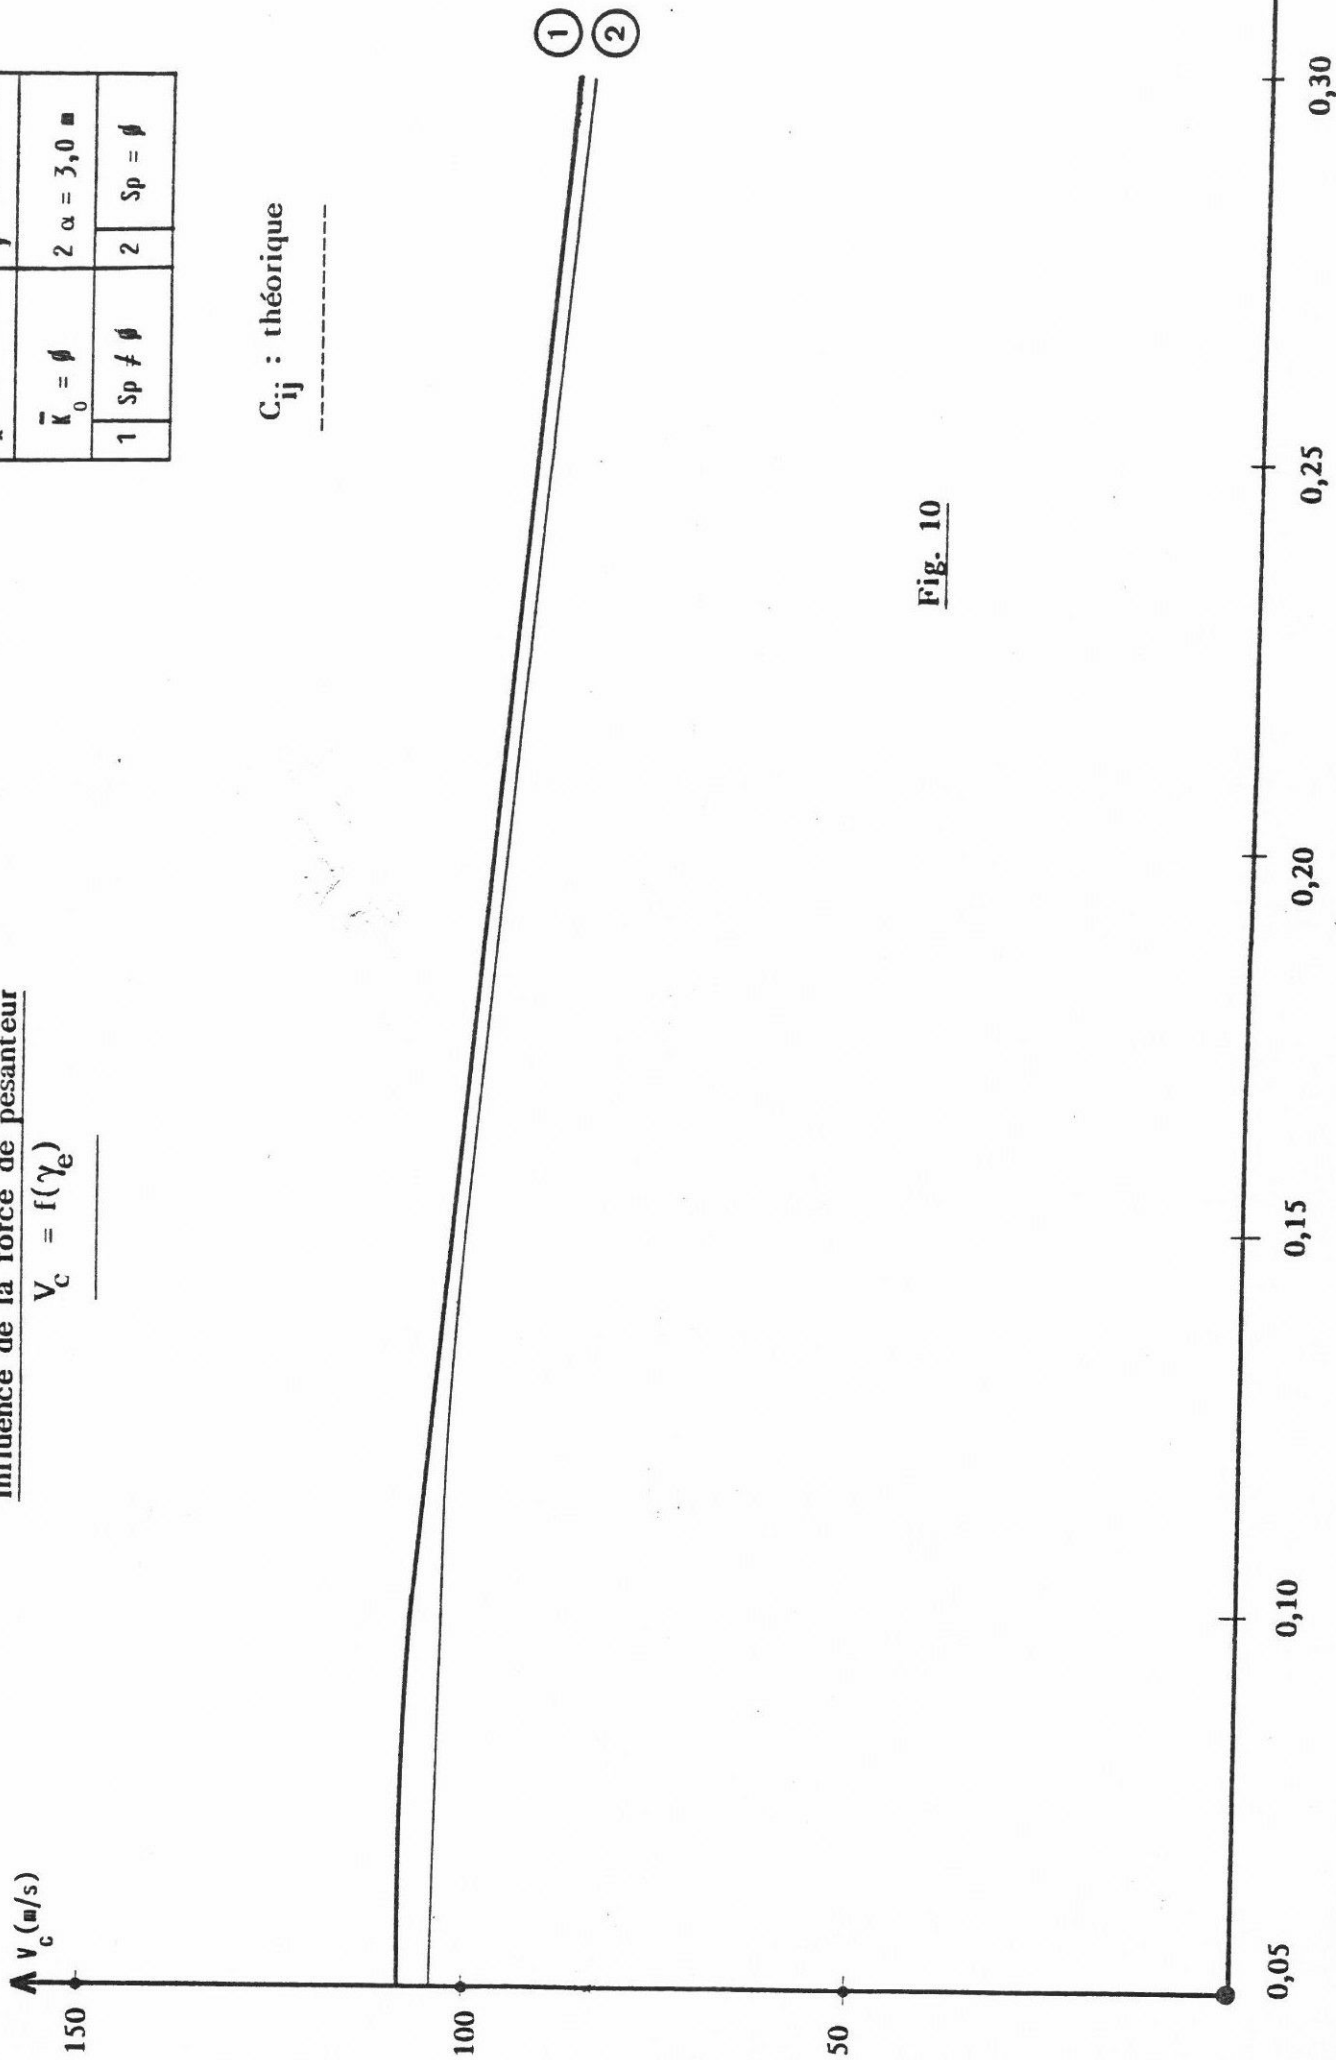 Influence de la force de pesanteur
V_c = f(γ_e)
K̄_o = ø
2 α = 3,0 m
1 Sp ≠ ø 2 Sp = ø
C_ij : théorique
V_c (m/s)
150
100
50
1
2
Fig. 10
0,05
0,10
0,15
0,20
0,25
0,30